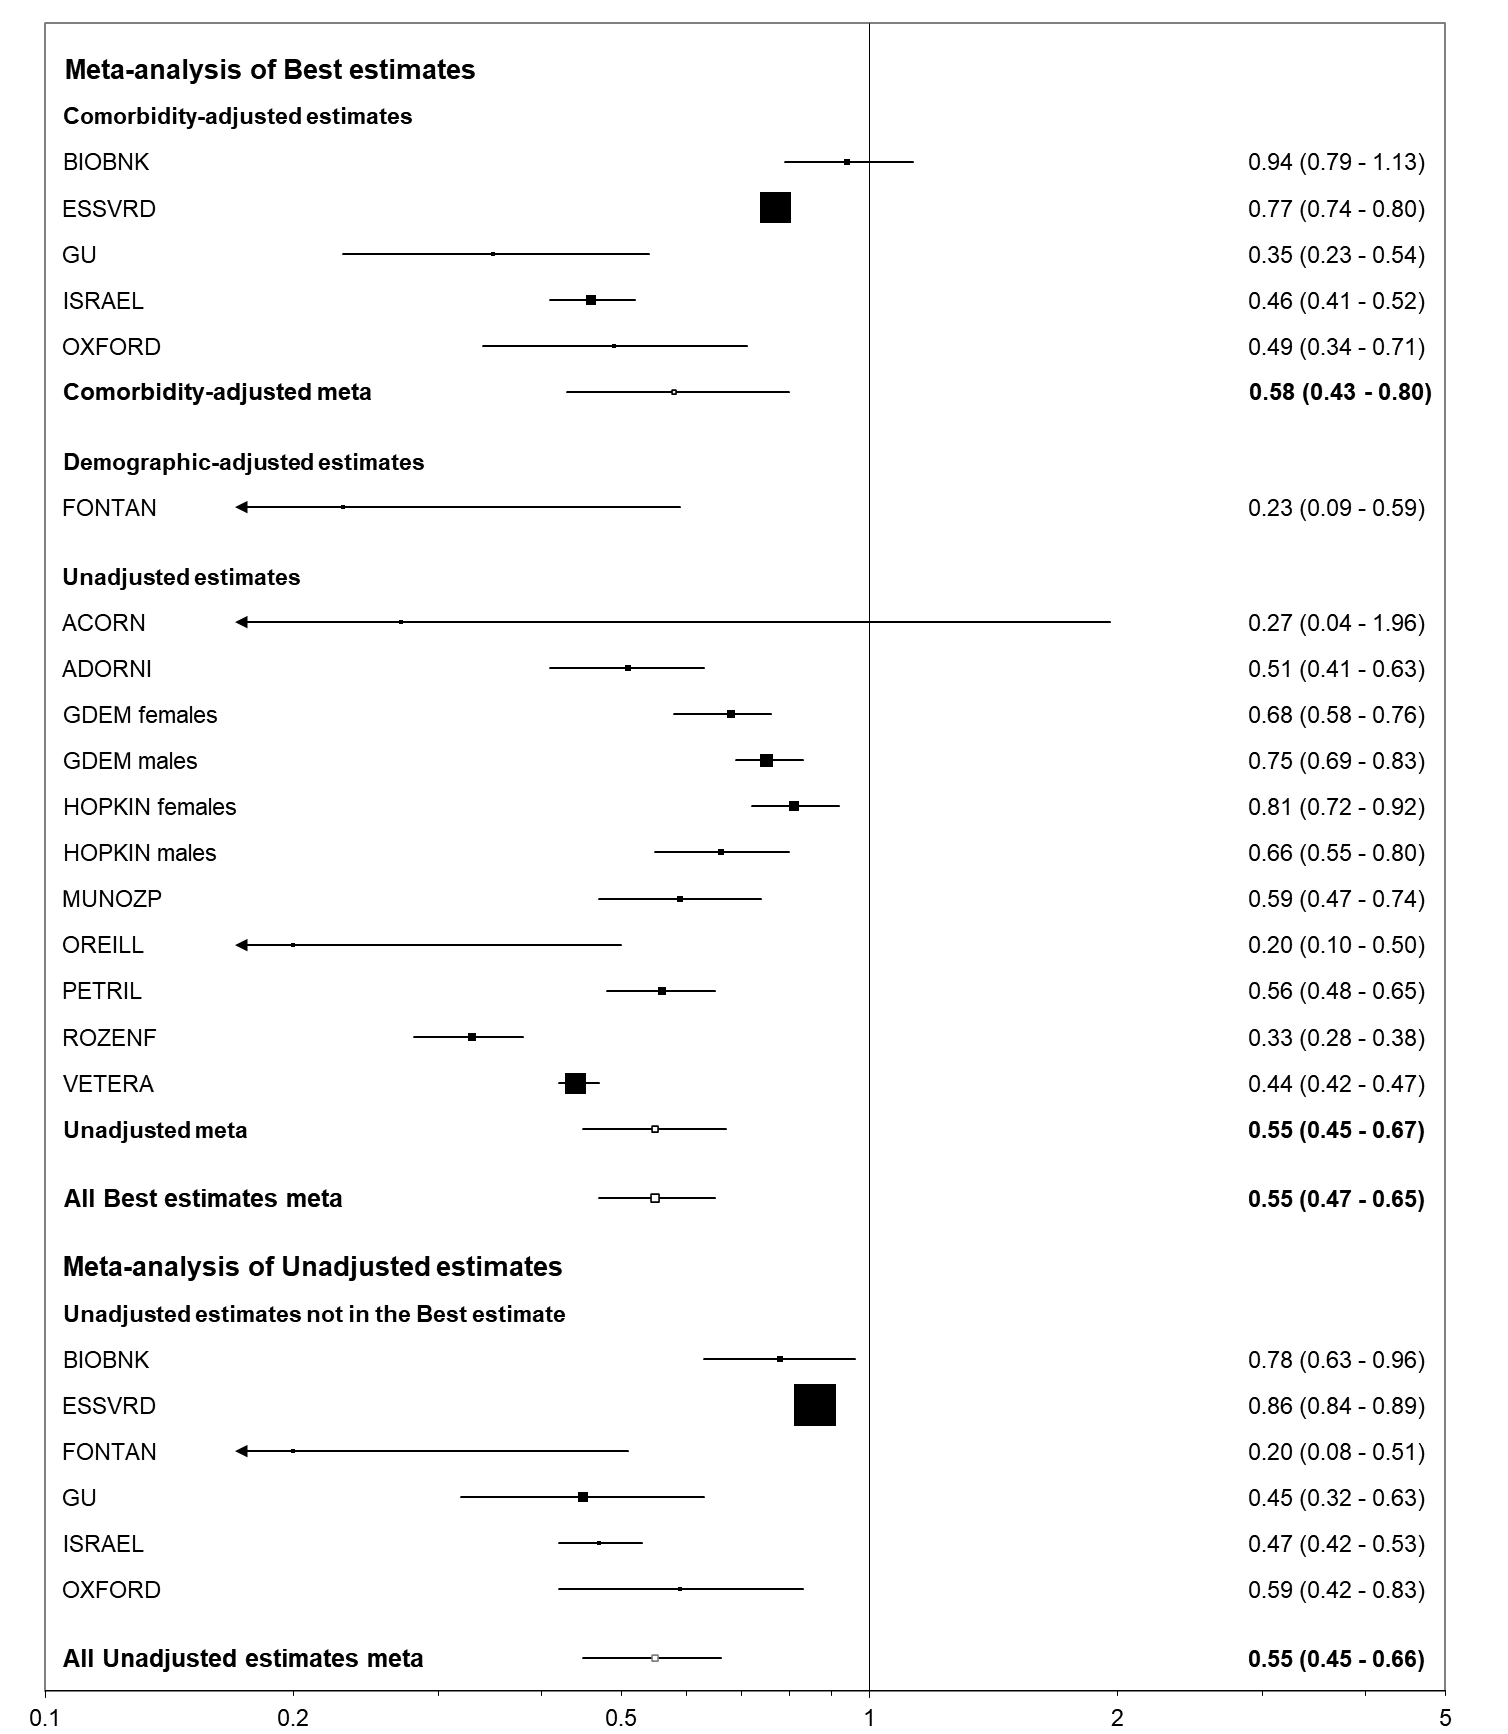 Meta-analysis of Best estimates
Comorbidity-adjusted estimates
BIOBNK 0.94 (0.79 - 1.13)
ESSVRD 0.77 (0.74 - 0.80)
GU 0.35 (0.23 - 0.54)
ISRAEL 0.46 (0.41 - 0.52)
OXFORD 0.49 (0.34 - 0.71)
Comorbidity-adjusted meta 0.58 (0.43 - 0.80)
Demographic-adjusted estimates
FONTAN 0.23 (0.09 - 0.59)
Unadjusted estimates
ACORN 0.27 (0.04 - 1.96)
ADORNI 0.51 (0.41 - 0.63)
GDEM females 0.68 (0.58 - 0.76)
GDEM males 0.75 (0.69 - 0.83)
HOPKIN females 0.81 (0.72 - 0.92)
HOPKIN males 0.66 (0.55 - 0.80)
MUNOZP 0.59 (0.47 - 0.74)
OREILL 0.20 (0.10 - 0.50)
PETRIL 0.56 (0.48 - 0.65)
ROZENF 0.33 (0.28 - 0.38)
VETERA 0.44 (0.42 - 0.47)
Unadjusted meta 0.55 (0.45 - 0.67)
All Best estimates meta 0.55 (0.47 - 0.65)
Meta-analysis of Unadjusted estimates
Unadjusted estimates not in the Best estimate
BIOBNK 0.78 (0.63 - 0.96)
ESSVRD 0.86 (0.84 - 0.89)
FONTAN 0.20 (0.08 - 0.51)
GU 0.45 (0.32 - 0.63)
ISRAEL 0.47 (0.42 - 0.53)
OXFORD 0.59 (0.42 - 0.83)
All Unadjusted estimates meta 0.55 (0.45 - 0.66)
0.1 0.2 0.5 1 2 5